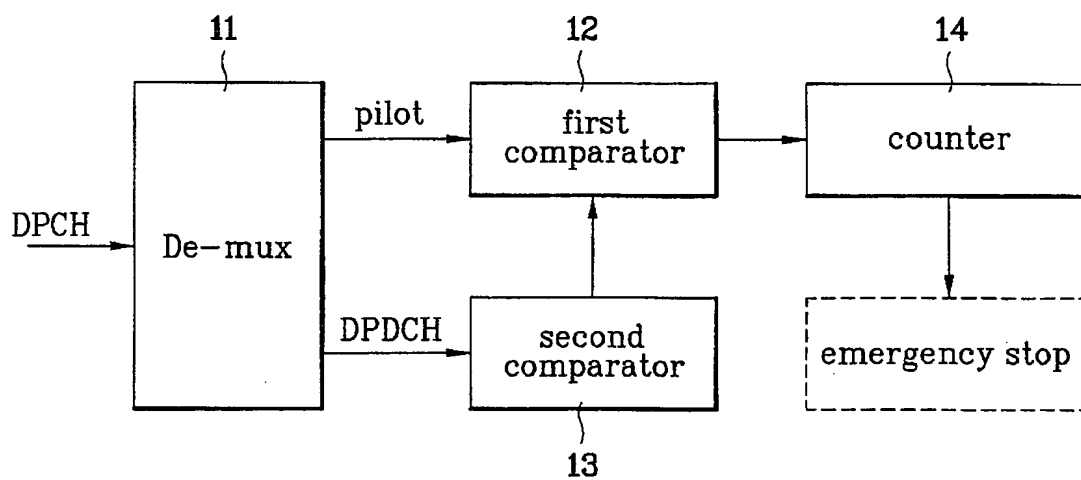 11
12
14
pilot
first
comparator
counter
DPCH
De-mux
DPDCH
second
comparator
emergency stop
13